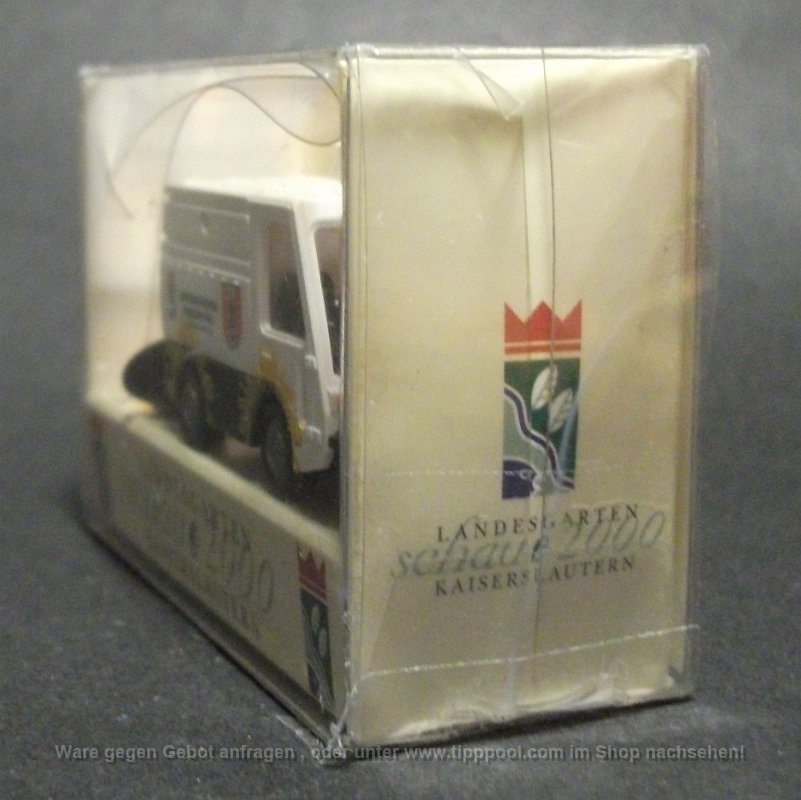 LANDESGARTEN
schau 2000
KAISERSLAUTERN
Ware gegen Gebot anfragen , oder unter www.tipppool.com im Shop nachsehen!